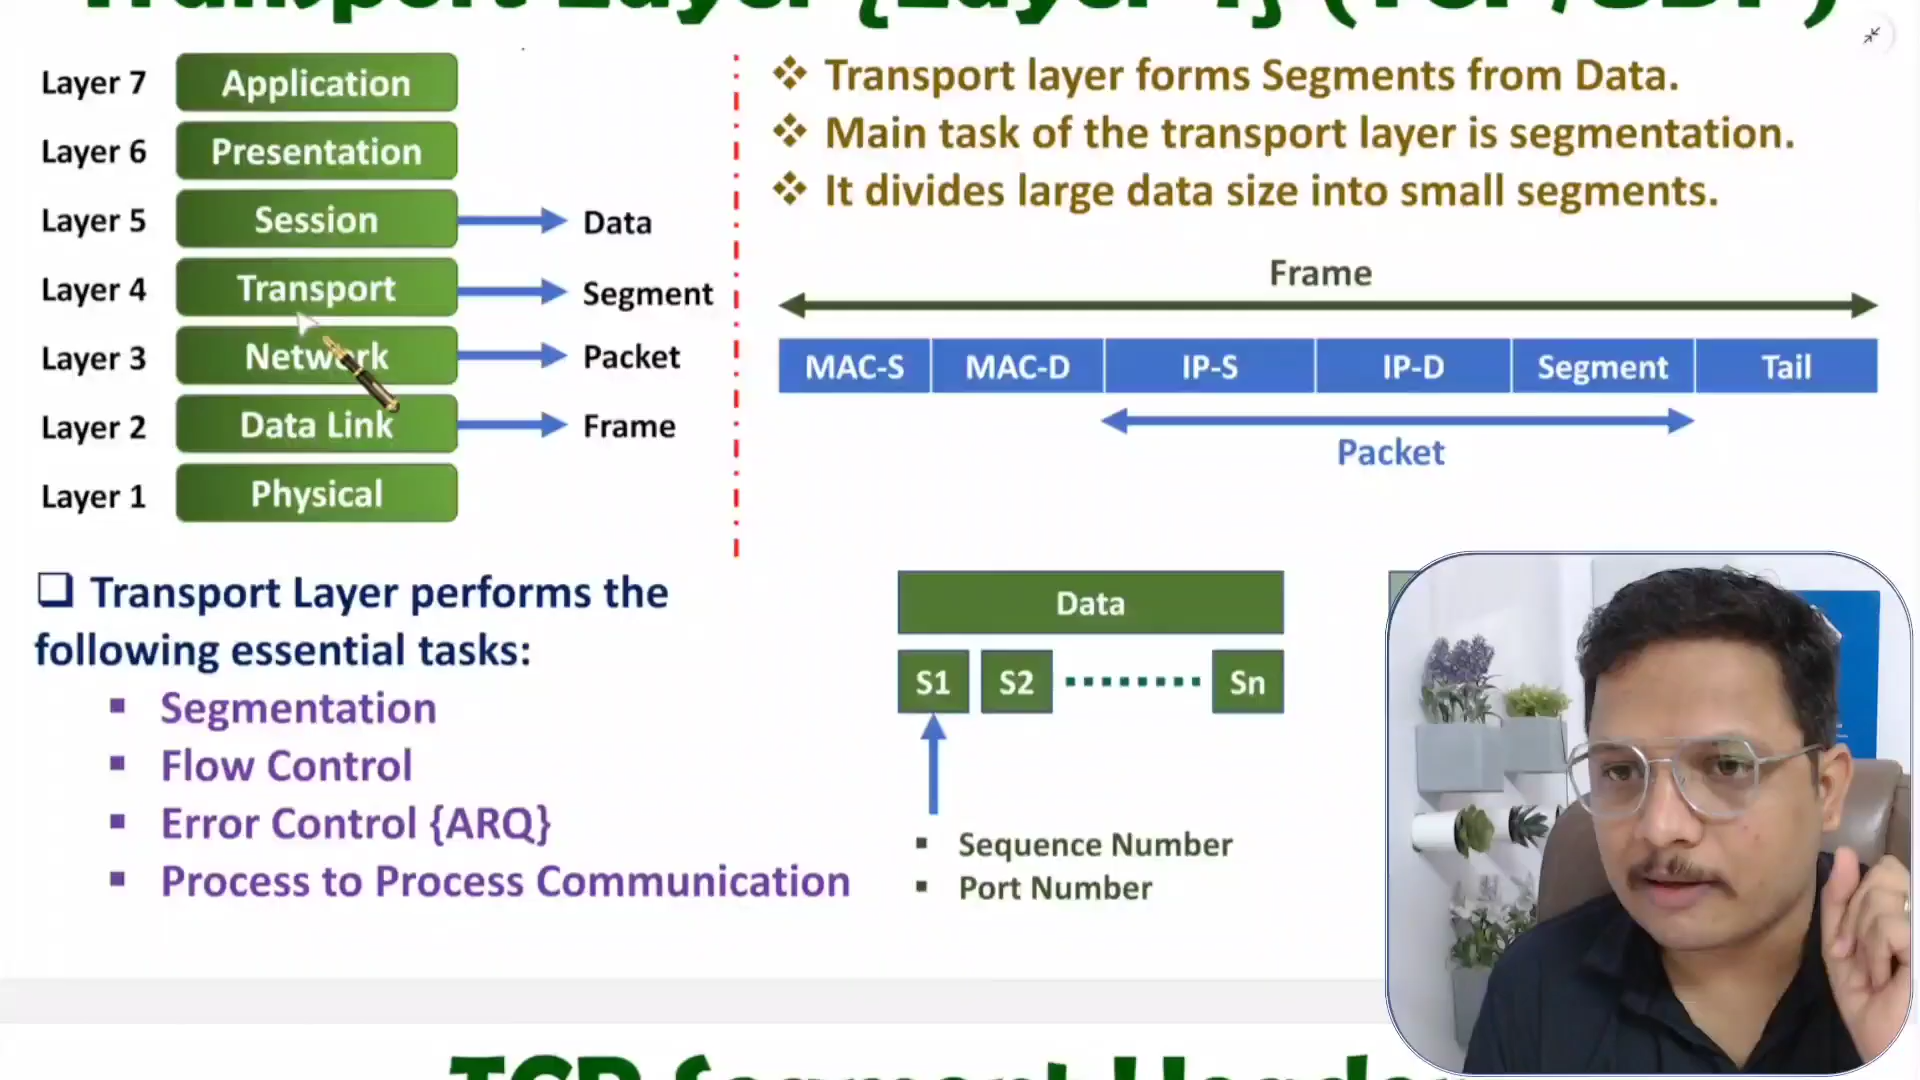 Transport Layer {Layer 4} (TCP/UDP)
Layer 7 Application
Layer 6 Presentation
Layer 5 Session Data
Layer 4 Transport Segment
Layer 3 Network Packet
Layer 2 Data Link Frame
Layer 1 Physical
❖ Transport layer forms Segments from Data.
❖ Main task of the transport layer is segmentation.
❖ It divides large data size into small segments.
Frame
MAC-S MAC-D IP-S IP-D Segment Tail
Packet
❑ Transport Layer performs the
following essential tasks:
▪ Segmentation
▪ Flow Control
▪ Error Control {ARQ}
▪ Process to Process Communication
Data
S1 S2 ........ Sn
▪ Sequence Number
▪ Port Number
TCP Segment Header